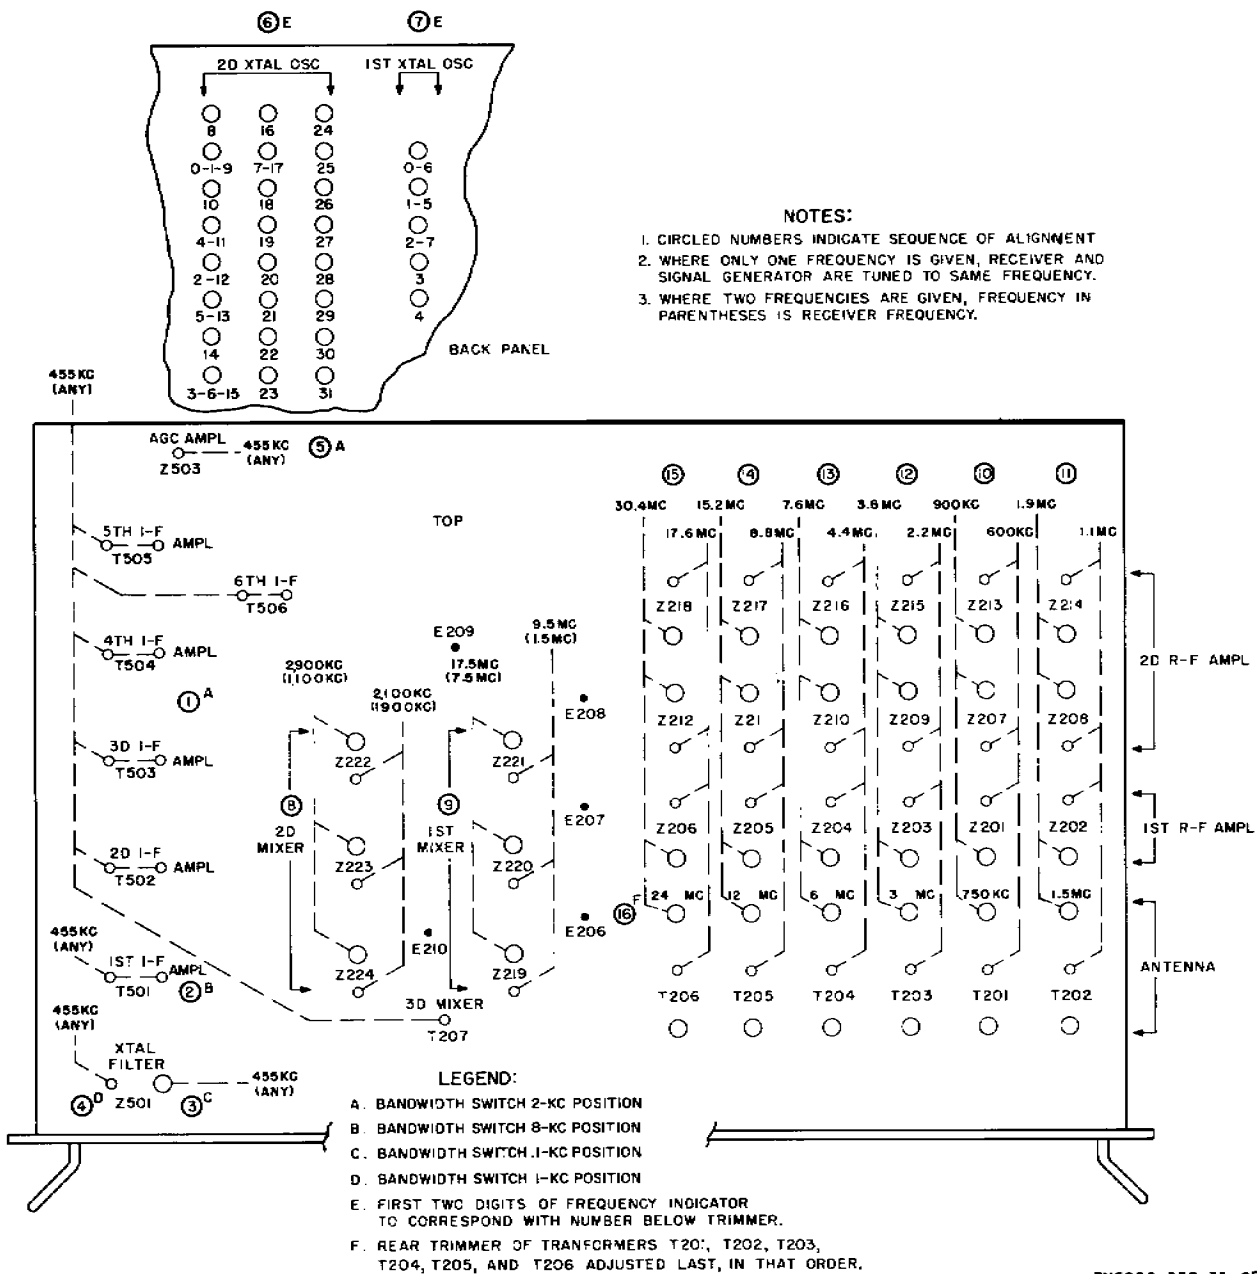 6 E 7 E
2D XTAL OSC 1ST XTAL OSC
8 16 24
0-1-9 7-17 25 0-6
10 18 26 1-5
4-11 19 27 2-7
2-12 20 28 3
5-13 21 29 4
14 22 30
3-6-15 23 31
BACK PANEL
NOTES:
1. CIRCLED NUMBERS INDICATE SEQUENCE OF ALIGNMENT
2. WHERE ONLY ONE FREQUENCY IS GIVEN, RECEIVER AND
SIGNAL GENERATOR ARE TUNED TO SAME FREQUENCY.
3. WHERE TWO FREQUENCIES ARE GIVEN, FREQUENCY IN
PARENTHESES IS RECEIVER FREQUENCY.
455KC
(ANY)
AGC AMPL
Z503
455KC
(ANY)
5 A
TOP
5TH I-F AMPL
T505
6TH I-F
T506
4TH I-F AMPL
T504
1 A
3D I-F AMPL
T503
2D I-F AMPL
T502
455KC
(ANY)
1ST I-F AMPL
T501
2 B
455KC
(ANY)
XTAL
FILTER
4 D Z501 3 C
455KC
(ANY)
2,900KC
(1,100KC)
2,100KC
(1900KC)
Z222
8
2D
MIXER
Z223
Z224
E209
17.5MC
(7.5MC)
9.5MC
(1.5MC)
E208
Z221
9
1ST
MIXER
E207
Z220
E206
E210
Z219
3D MIXER
T207
15 14 13 12 10 11
30.4MC 15.2MC 7.6MC 3.8MC 900KC 1.9MC
17.6MC 8.8MC 4.4MC 2.2MC 600KC 1.1MC
Z218 Z217 Z216 Z215 Z213 Z214
2D R-F AMPL
Z212 Z21 Z210 Z209 Z207 Z208
Z206 Z205 Z204 Z203 Z201 Z202
1ST R-F AMPL
16 F
24 MC 12 MC 6 MC 3 MC 750KC 1.5MC
ANTENNA
T206 T205 T204 T203 T201 T202
LEGEND:
A. BANDWIDTH SWITCH 2-KC POSITION
B. BANDWIDTH SWITCH 8-KC POSITION
C. BANDWIDTH SWITCH .1-KC POSITION
D. BANDWIDTH SWITCH 1-KC POSITION
E. FIRST TWO DIGITS OF FREQUENCY INDICATOR
TO CORRESPOND WITH NUMBER BELOW TRIMMER.
F. REAR TRIMMER OF TRANFORMERS T201, T202, T203,
T204, T205, AND T206 ADJUSTED LAST, IN THAT ORDER.